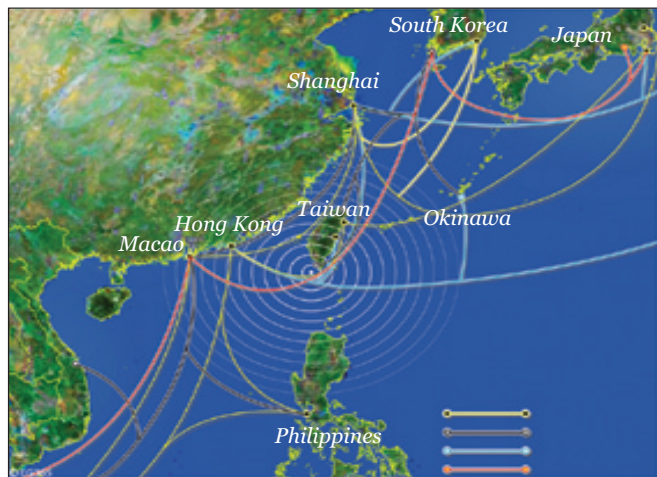 South Korea
Japan
Shanghai
Taiwan
Hong Kong
Okinawa
Macao
Philippines